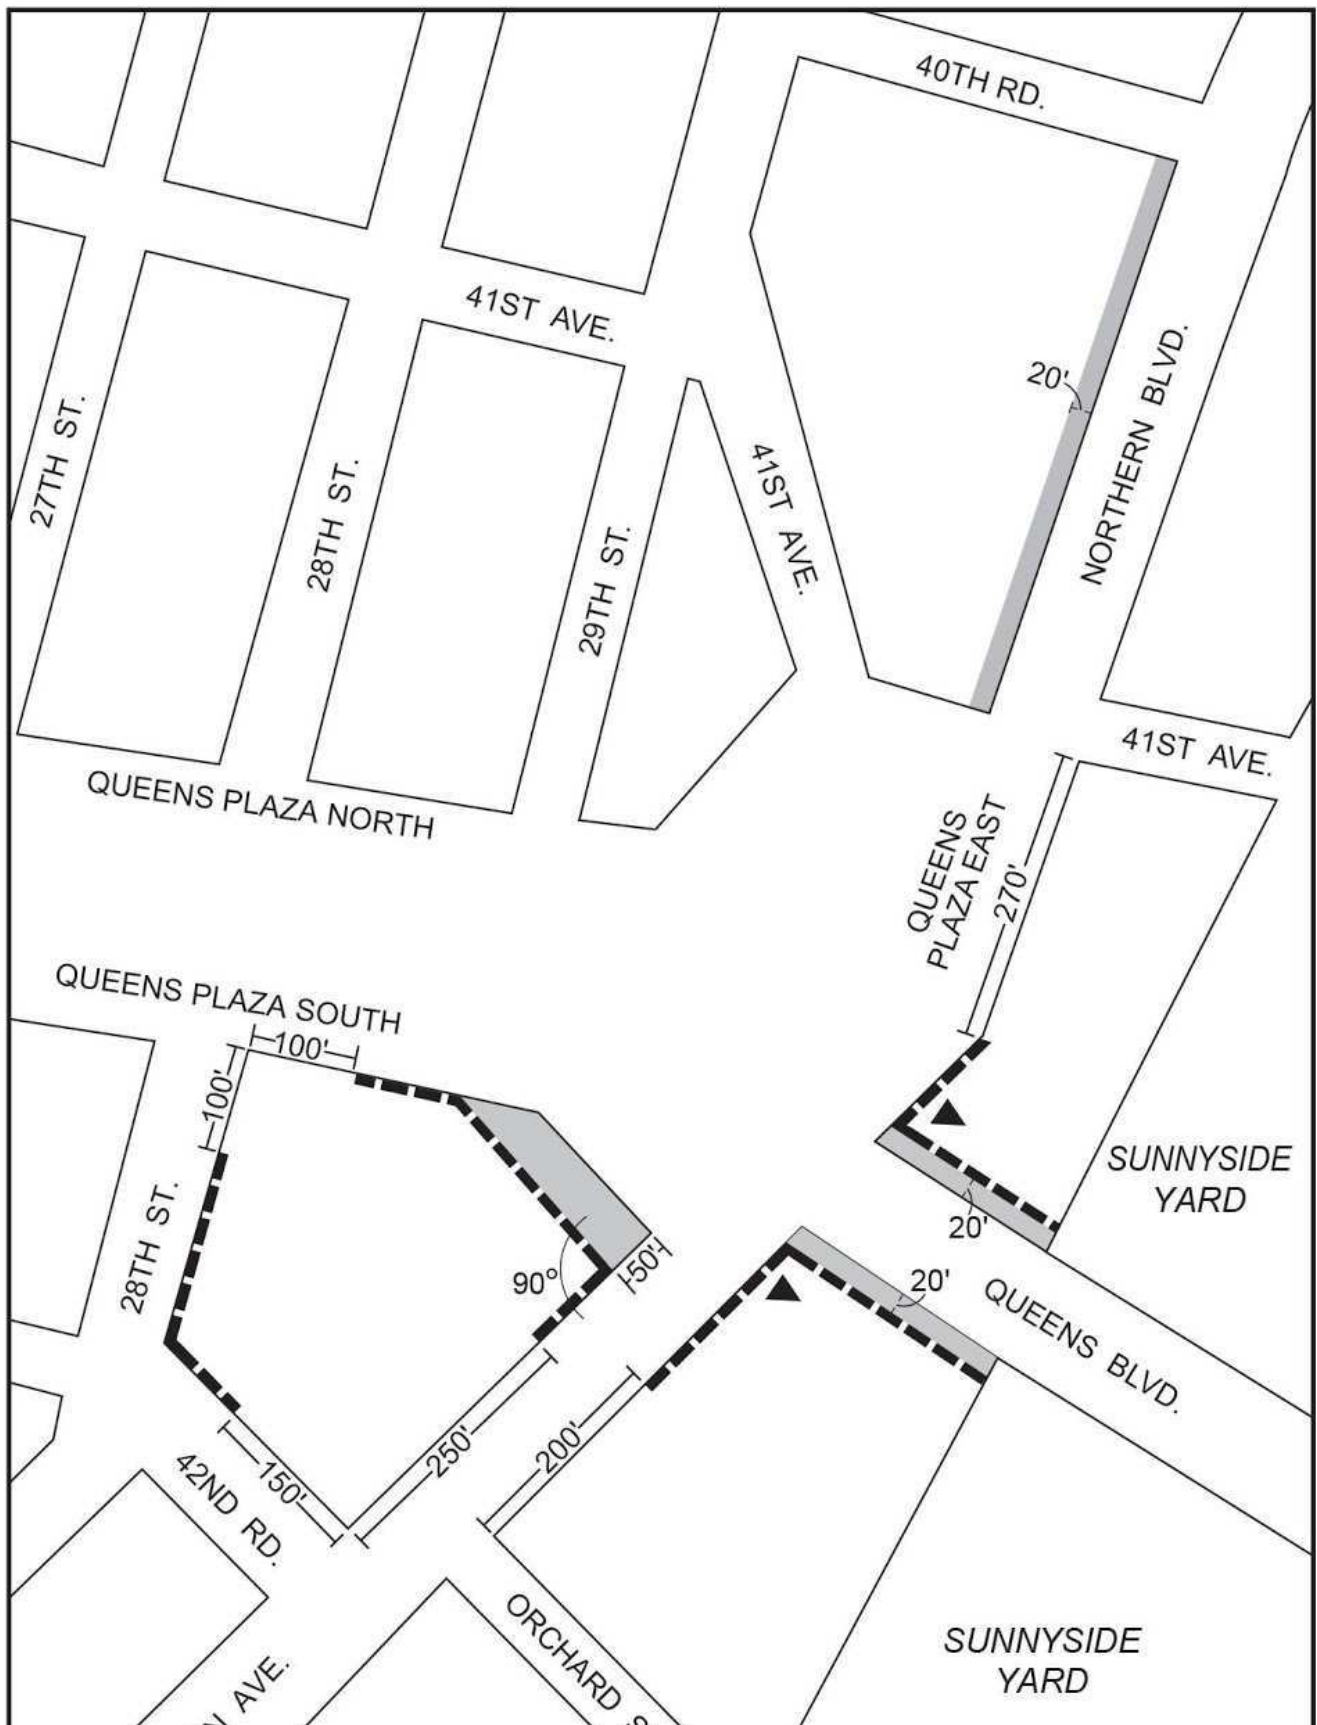 40TH RD.
41ST AVE.
20'
NORTHERN BLVD.
27TH ST.
28TH ST.
29TH ST.
41ST AVE.
41ST AVE.
QUEENS PLAZA NORTH
QUEENS
PLAZA EAST
270'
QUEENS PLAZA SOUTH
100'
100'
SUNNYSIDE
YARD
28TH ST.
20'
90°
50'
20'
QUEENS BLVD.
250'
200'
150'
42ND RD.
ORCHARD
SUNNYSIDE
YARD
AVE.